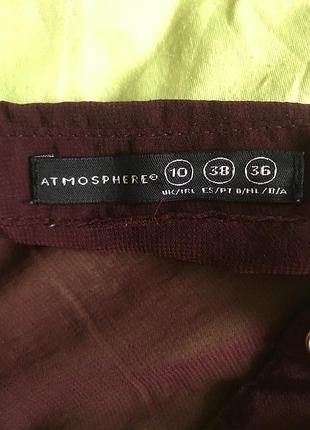 ATMOSPHERE® 10 38 36
UK/IRL ES/PT D/NL/B/A